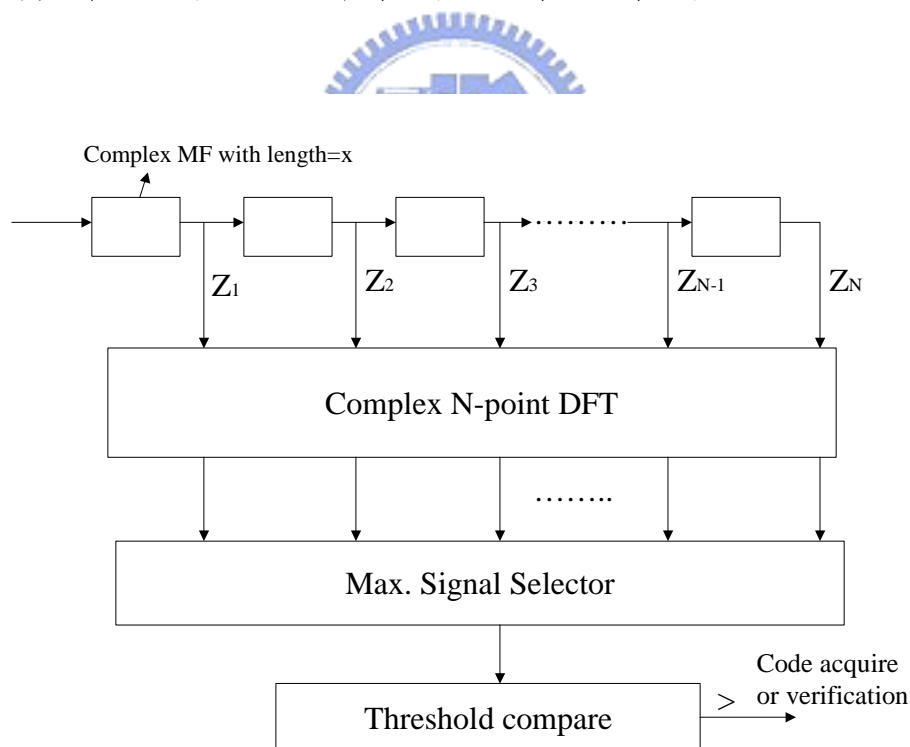 Complex MF with length=x
Z1 Z2 Z3 ......... ZN-1 ZN
Complex N-point DFT
........
Max. Signal Selector
Code acquire
or verification
Threshold compare >